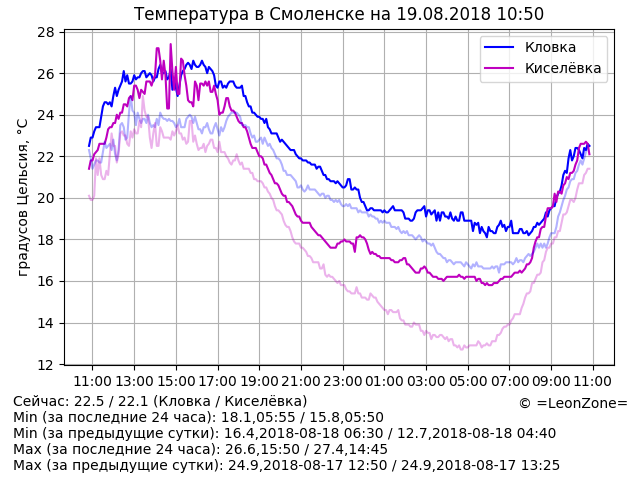 Температура в Смоленске на 19.08.2018 10:50
Кловка
Киселёвка
градусов Цельсия, °C
28
26
24
22
20
18
16
14
12
11:00 13:00 15:00 17:00 19:00 21:00 23:00 01:00 03:00 05:00 07:00 09:00 11:00
Сейчас: 22.5 / 22.1 (Кловка / Киселёвка)
© =LeonZone=
Min (за последние 24 часа): 18.1,05:55 / 15.8,05:50
Min (за предыдущие сутки): 16.4,2018-08-18 06:30 / 12.7,2018-08-18 04:40
Max (за последние 24 часа): 26.6,15:50 / 27.4,14:45
Max (за предыдущие сутки): 24.9,2018-08-17 12:50 / 24.9,2018-08-17 13:25